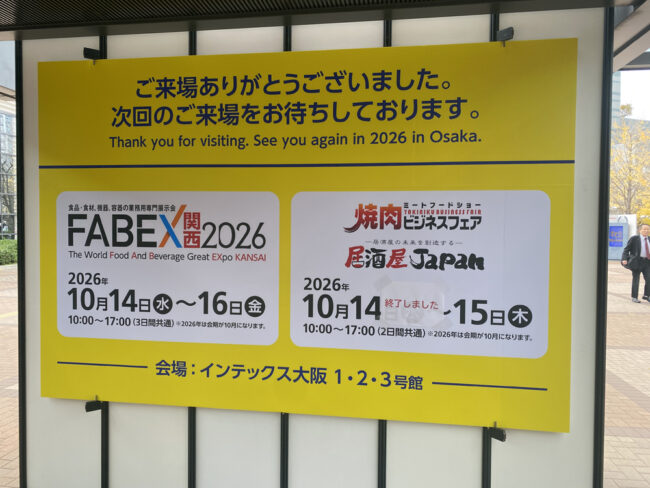 ご来場ありがとうございました。
次回のご来場をお待ちしております。
Thank you for visiting. See you again in 2026 in Osaka.
食品・食材、機器、容器の業務用専門展示会
FABEX関西2026
The World Food And Beverage Great EXpo KANSAI
2026年
10月14日水～16日金
10:00～17:00(3日間共通) ※2026年は会期が10月になります。
ミートフードショー
焼肉 YAKINIKU BUSINESS FAIR
ビジネスフェア
―居酒屋の未来を創造する―
居酒屋Japan
2026年
10月14 終了しました ～15日木
10:00～17:00(2日間共通) ※2026年は会期が10月になります。
会場：インテックス大阪 1・2・3号館